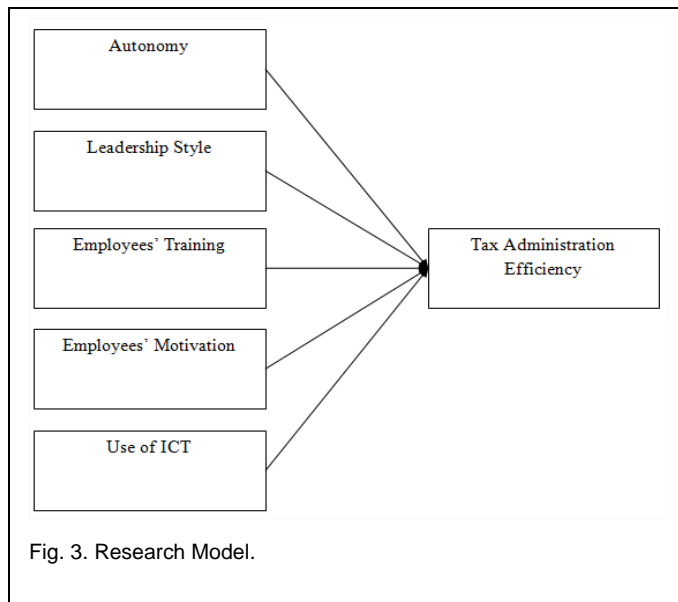 Autonomy
Leadership Style
Employees’ Training
Tax Administration
Efficiency
Employees’ Motivation
Use of ICT
Fig. 3. Research Model.